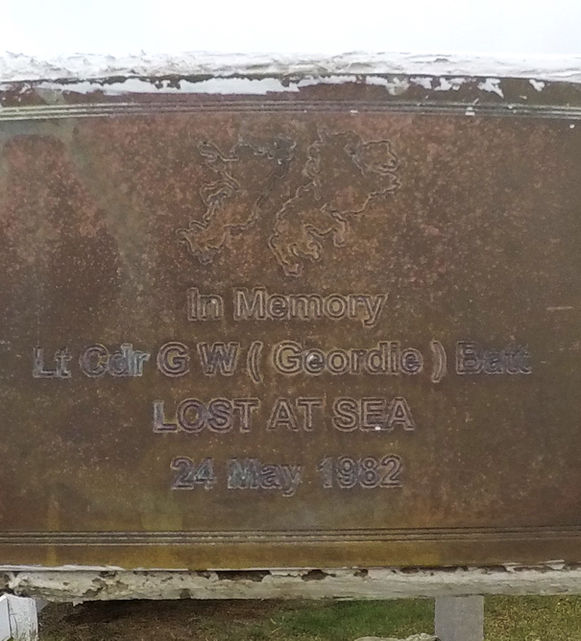 In Memory
Lt Cdr G W ( Geordie ) Batt
LOST AT SEA
24 May 1982